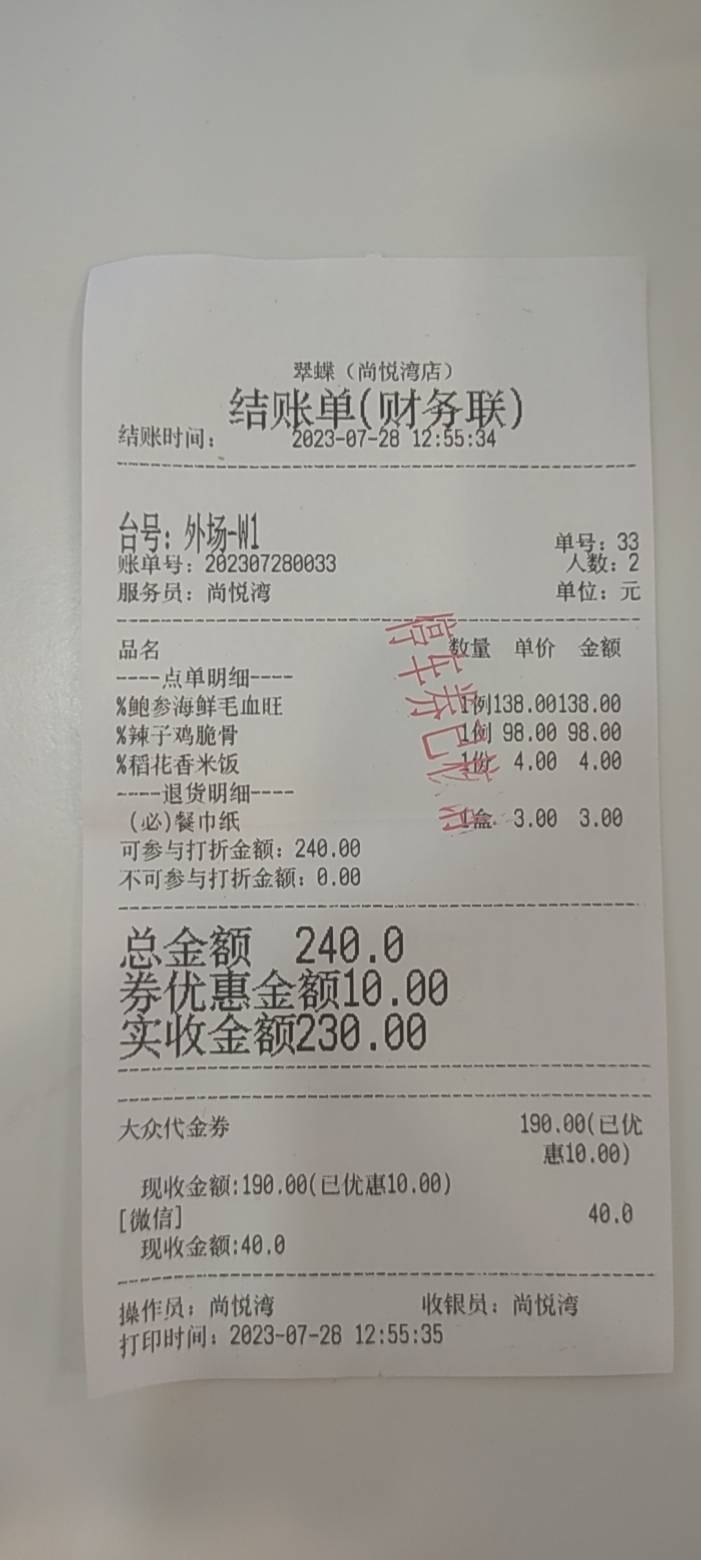 翠蝶（尚悦湾店）
结账单(财务联)
结账时间： 2023-07-28 12:55:34
台号：外场-W1
单号：33
账单号：202307280033 人数：2
服务员：尚悦湾 单位：元
品名 数量 单价 金额
----点单明细----
%鲍参海鲜毛血旺 1例138.00138.00
%辣子鸡脆骨 1例 98.00 98.00
%稻花香米饭 1份 4.00 4.00
----退货明细----
(必)餐巾纸 1盒 3.00 3.00
停车券已
可参与打折金额：240.00
不可参与打折金额：0.00
总金额 240.0
券优惠金额10.00
实收金额230.00
大众代金券 190.00(已优
惠10.00)
现收金额:190.00(已优惠10.00)
[微信] 40.0
现收金额:40.0
操作员：尚悦湾 收银员：尚悦湾
打印时间：2023-07-28 12:55:35